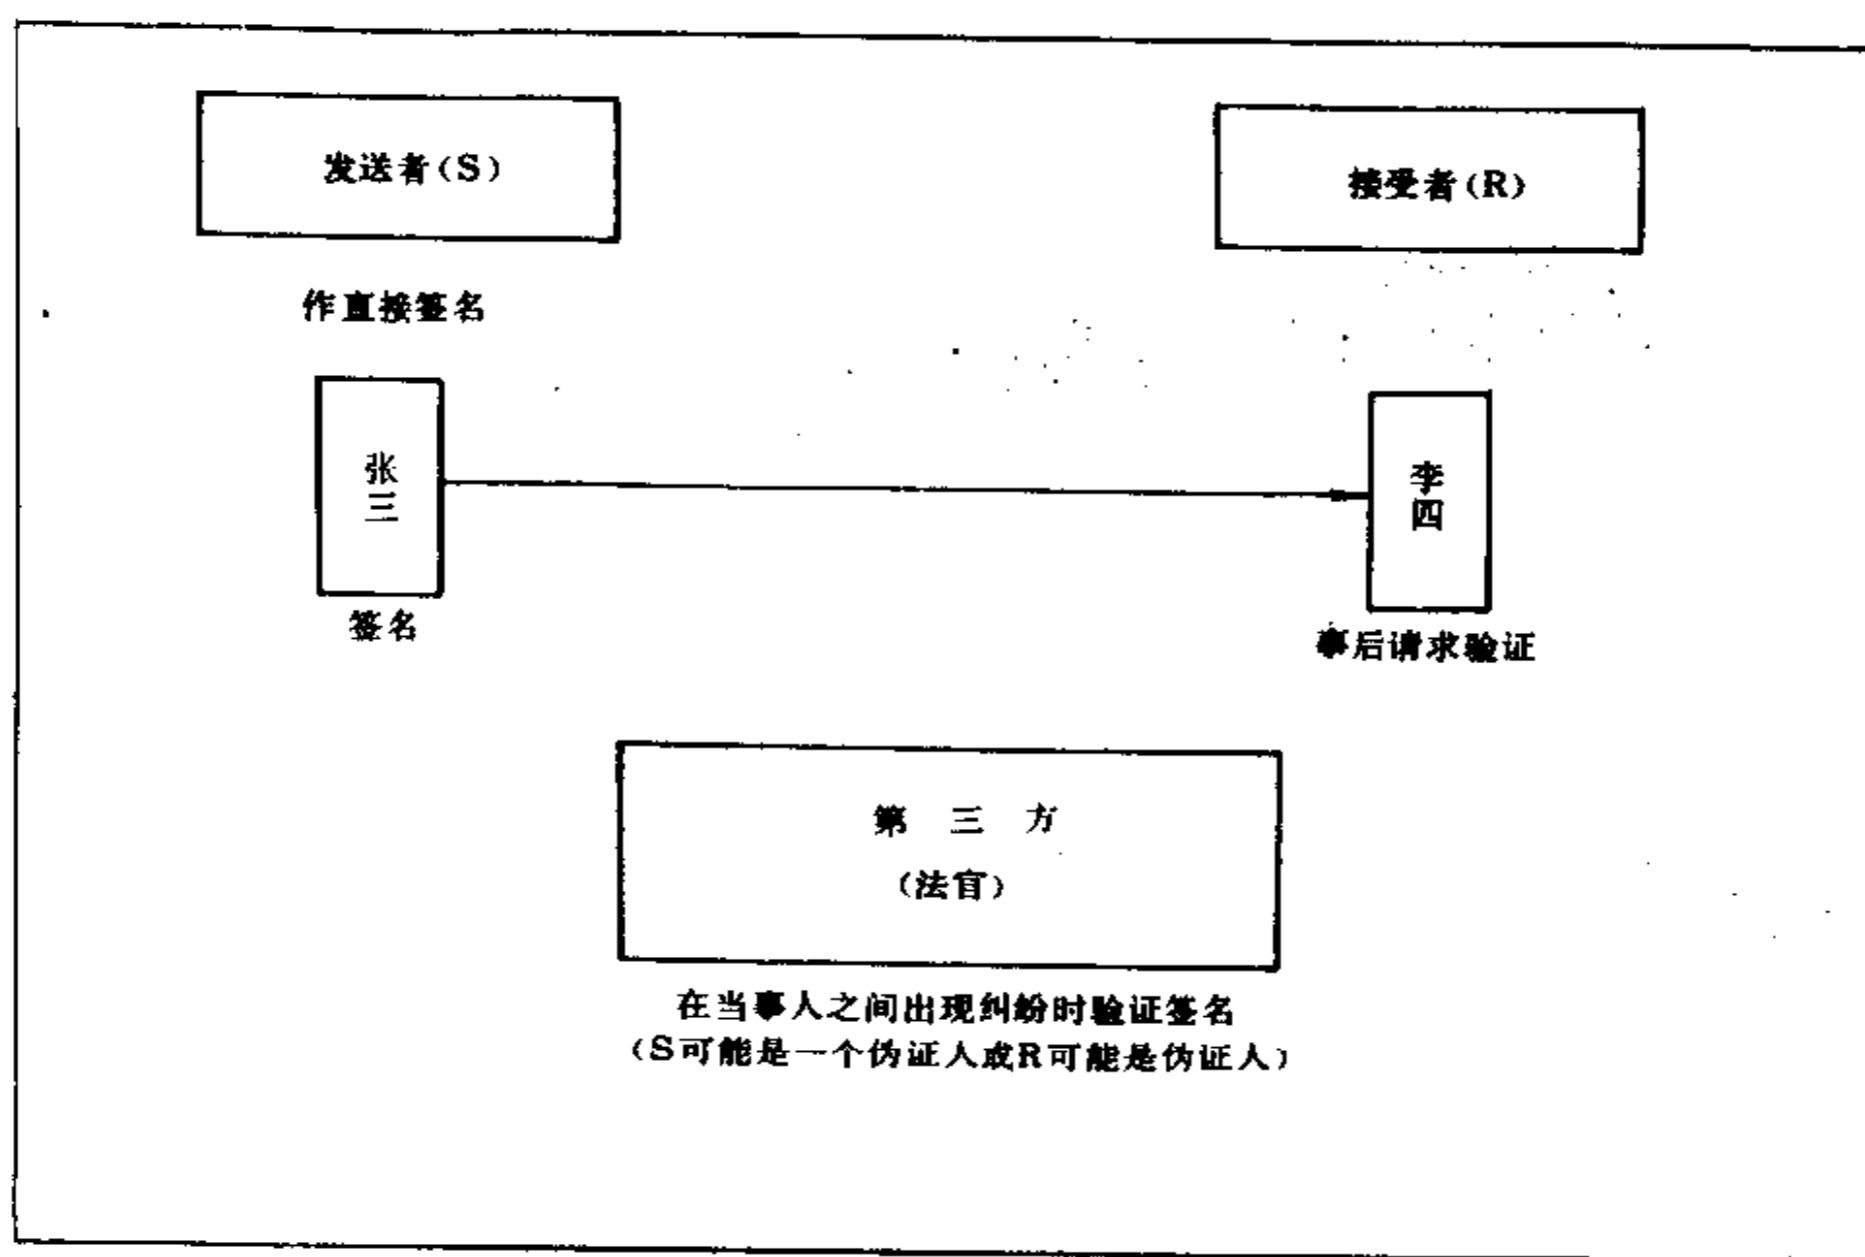 发送者(S)
接受者(R)
作直接签名
张三
李四
签名
事后请求验证
第三方
(法官)
在当事人之间出现纠纷时验证签名
(S可能是一个伪证人或R可能是伪证人)